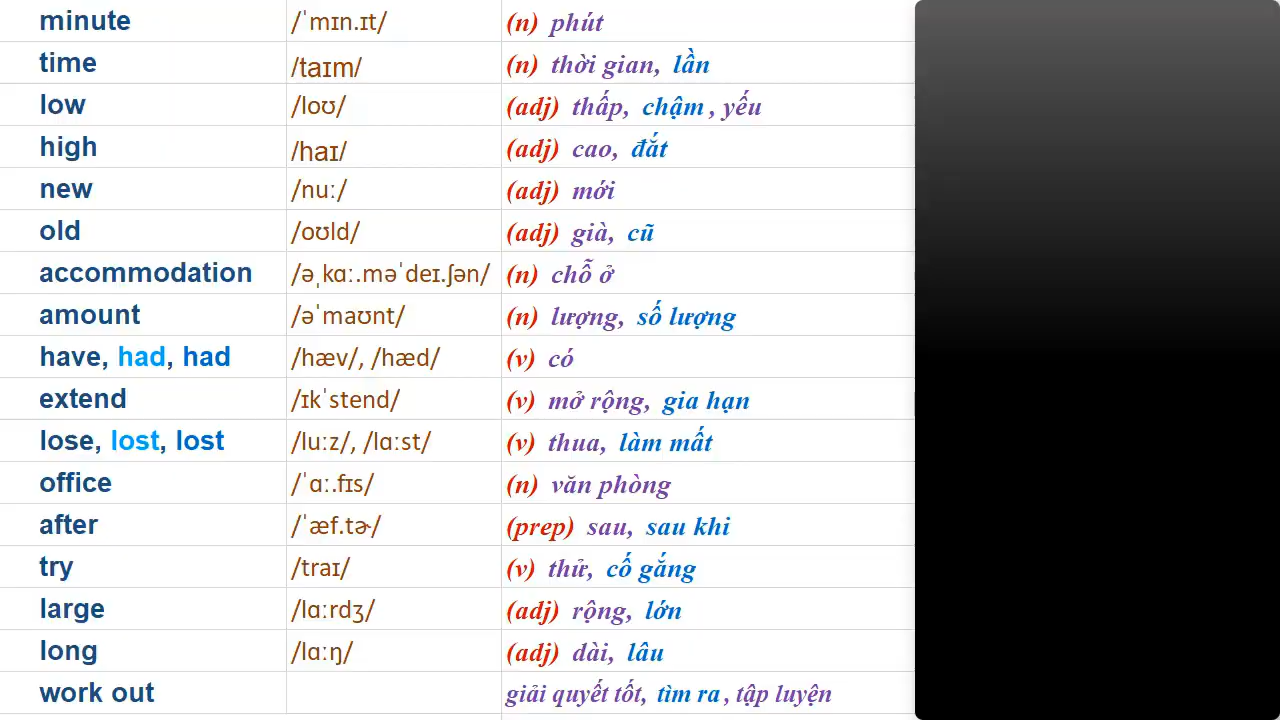 minute /ˈmɪn.ɪt/ (n) phút
time /taɪm/ (n) thời gian, lần
low /loʊ/ (adj) thấp, chậm , yếu
high /haɪ/ (adj) cao, đắt
new /nuː/ (adj) mới
old /oʊld/ (adj) già, cũ
accommodation /əˌkɑː.məˈdeɪ.ʃən/ (n) chỗ ở
amount /əˈmaʊnt/ (n) lượng, số lượng
have, had, had /hæv/, /hæd/ (v) có
extend /ɪkˈstend/ (v) mở rộng, gia hạn
lose, lost, lost /luːz/, /lɑːst/ (v) thua, làm mất
office /ˈɑː.fɪs/ (n) văn phòng
after /ˈæf.tɚ/ (prep) sau, sau khi
try /traɪ/ (v) thử, cố gắng
large /lɑːrdʒ/ (adj) rộng, lớn
long /lɑːŋ/ (adj) dài, lâu
work out giải quyết tốt, tìm ra , tập luyện